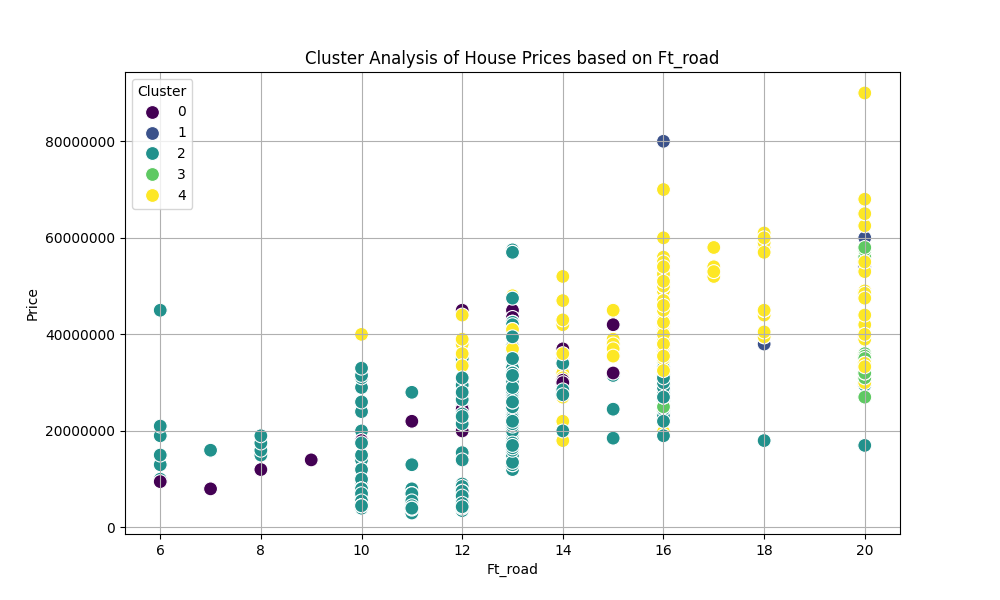 Cluster Analysis of House Prices based on Ft_road
Cluster
0
1
2
3
4
80000000
60000000
40000000
20000000
0
Price
6 8 10 12 14 16 18 20
Ft_road